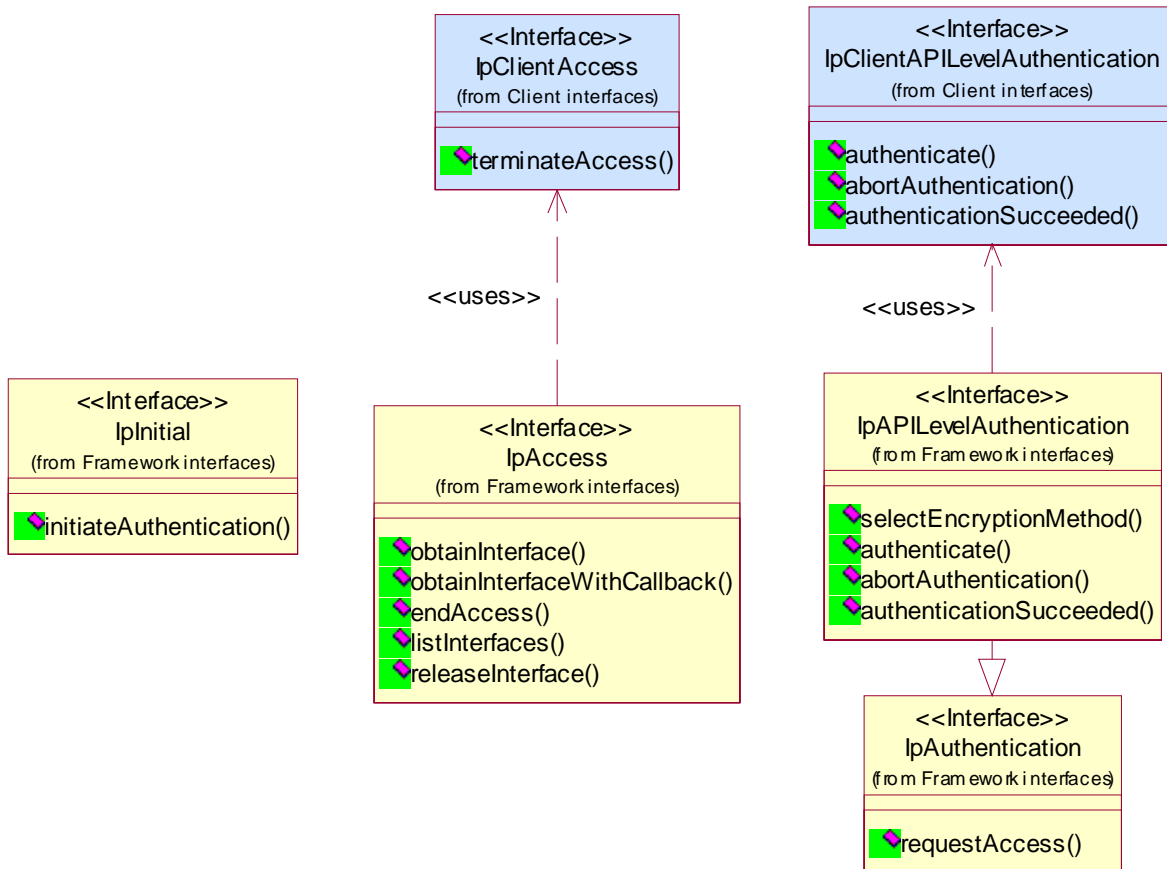 <<Interface>>
IpClientAccess
(from Client interfaces)
terminateAccess()
<<Interface>>
IpClientAPILevelAuthentication
(from Client interfaces)
authenticate()
abortAuthentication()
authenticationSucceeded()
<<uses>>
<<uses>>
<<Interface>>
IpInitial
(from Framework interfaces)
initiateAuthentication()
<<Interface>>
IpAccess
(from Framework interfaces)
obtainInterface()
obtainInterfaceWithCallback()
endAccess()
listInterfaces()
releaseInterface()
<<Interface>>
IpAPILevelAuthentication
(from Framework interfaces)
selectEncryptionMethod()
authenticate()
abortAuthentication()
authenticationSucceeded()
<<Interface>>
IpAuthentication
(from Framework interfaces)
requestAccess()